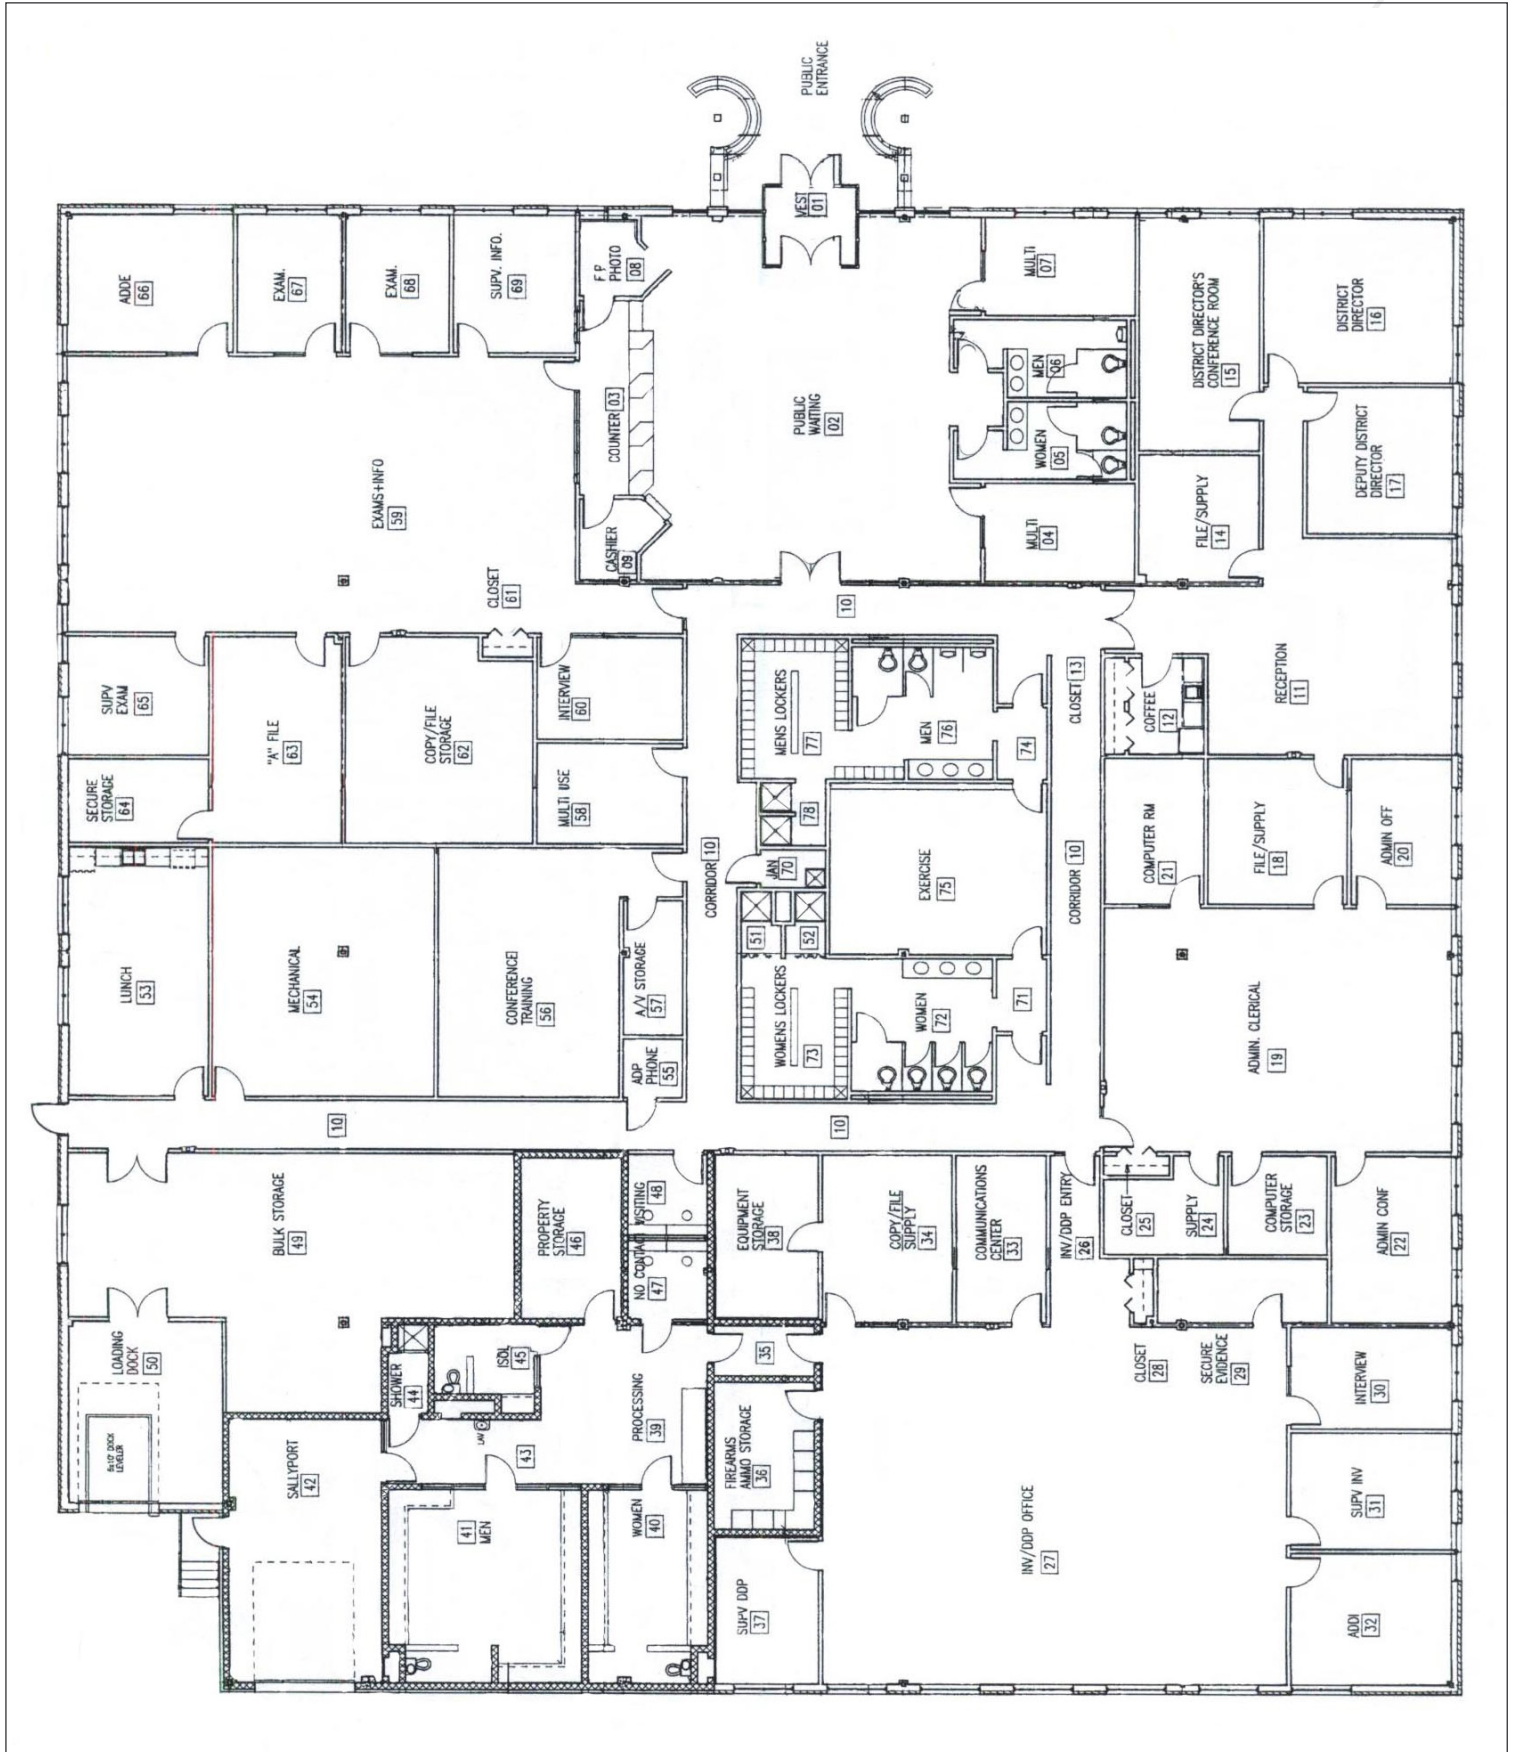 PUBLIC
ENTRANCE
VEST
01
ADDE
66
EXAM.
67
EXAM.
68
SUPV. INFO.
69
F.P.
PHOTO
08
MULTI
07
DISTRICT DIRECTOR'S
CONFERENCE ROOM
15
DISTRICT
DIRECTOR
16
MEN
06
COUNTER 03
PUBLIC
WAITING
02
WOMEN
05
DEPUTY DISTRICT
DIRECTOR
17
EXAMS+INFO
59
CASHIER
09
MULTI
04
FILE/SUPPLY
14
CLOSET
61
10
SUPV
EXAM
65
"A" FILE
63
COPY/FILE
STORAGE
62
INTERVIEW
60
MENS LOCKERS
77
MEN
76
74
CLOSET 13
COFFEE
12
RECEPTION
11
SECURE
STORAGE
64
MULTI USE
58
78
COMPUTER RM
21
FILE/SUPPLY
18
ADMIN OFF
20
CORRIDOR 10
JAN
70
EXERCISE
75
CORRIDOR 10
LUNCH
53
MECHANICAL
54
CONFERENCE
TRAINING
56
A/V STORAGE
57
51
52
WOMENS LOCKERS
73
WOMEN
72
71
ADMIN. CLERICAL
19
ADP
PHONE
55
10
10
BULK STORAGE
49
PROPERTY
STORAGE
46
VISITING
48
NO CONTACT
47
EQUIPMENT
STORAGE
38
COPY/FILE
SUPPLY
34
COMMUNICATIONS
CENTER
33
INV/DDP ENTRY
26
CLOSET
25
SUPPLY
24
COMPUTER
STORAGE
23
ADMIN CONF
22
LOADING
DOCK
50
8x10' DOCK
LEVELER
SHOWER
44
ISOL
45
35
CLOSET
28
SECURE
EVIDENCE
29
INTERVIEW
30
SALLYPORT
42
LAV
43
PROCESSING
39
FIREARMS
AMMO STORAGE
36
41
MEN
WOMEN
40
INV/DDP OFFICE
27
SUPV INV
31
SUPV DDP
37
ADDI
32